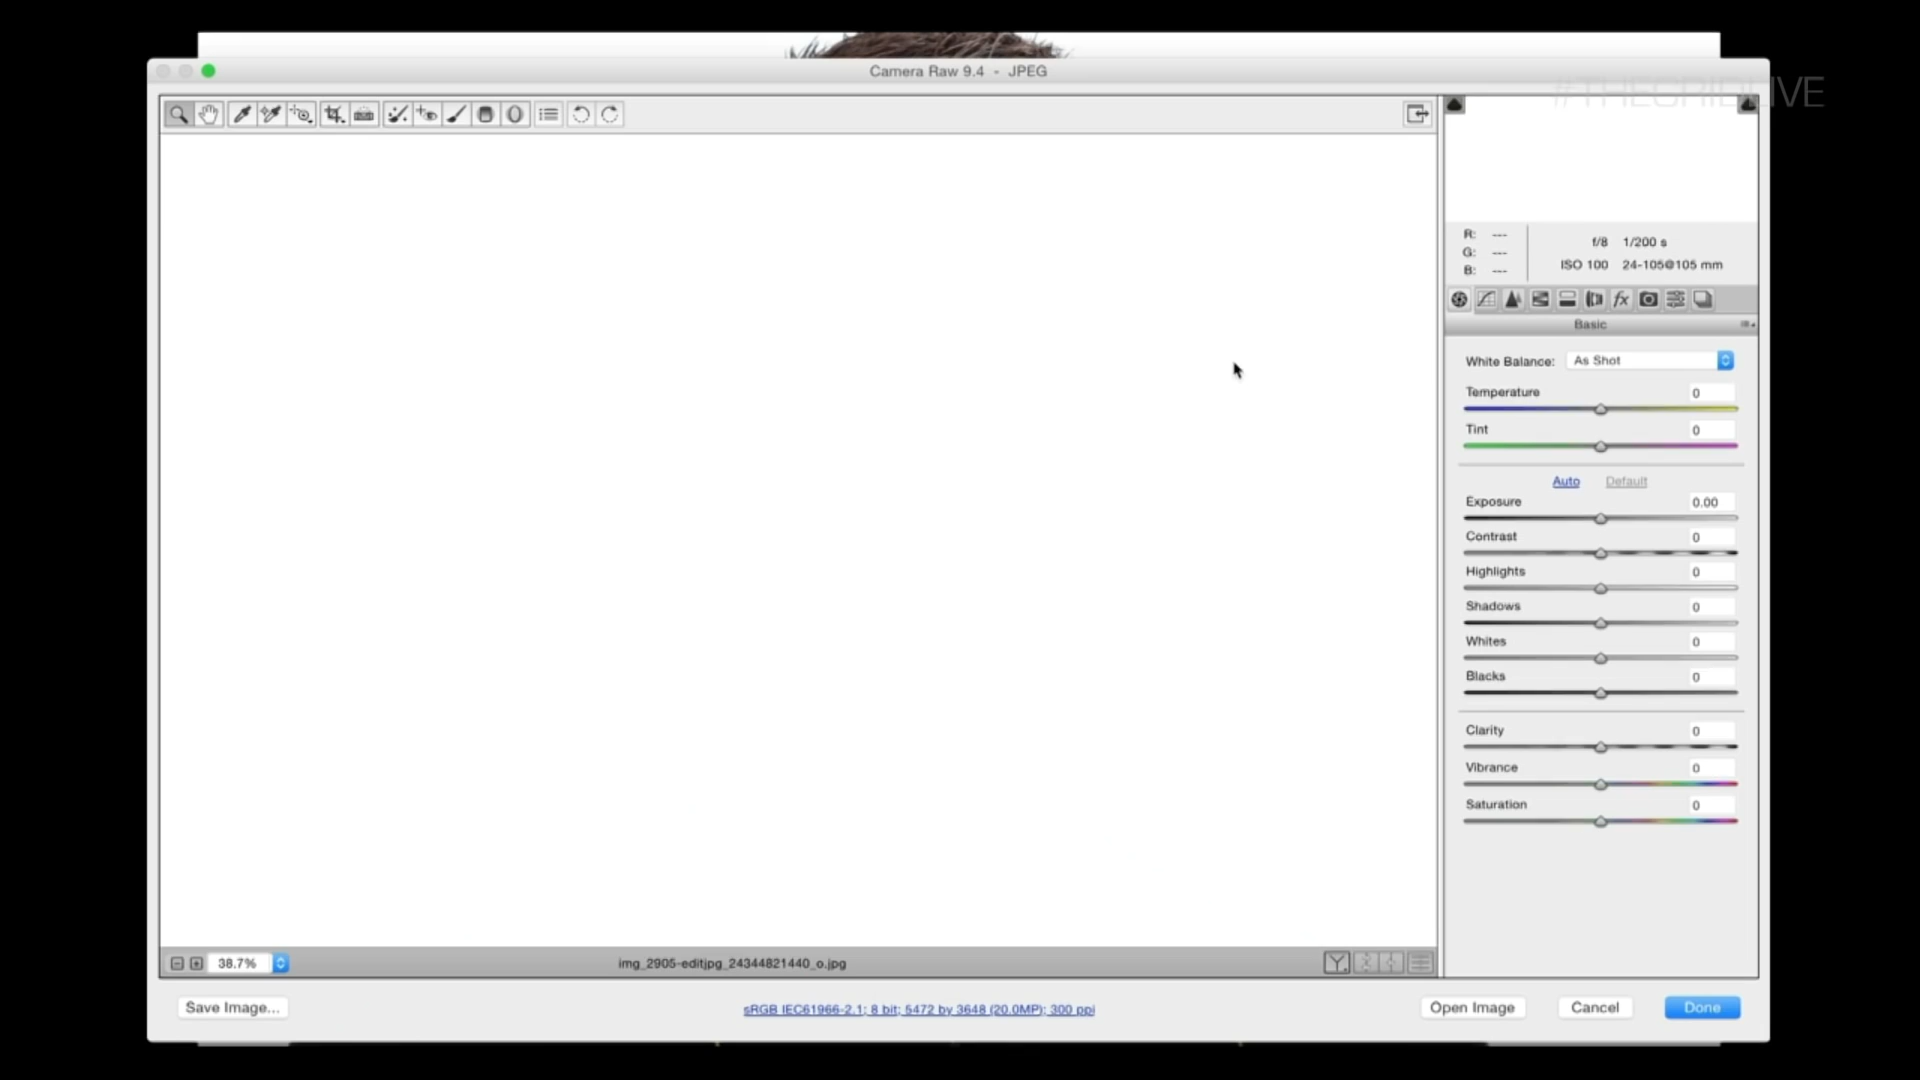 Camera Raw 9.4 - JPEG
#THEGRIDLIVE
R: ---
G: ---
B: ---
f/8 1/200 s
ISO 100 24-105@105 mm
fx
Basic
White Balance: As Shot
Temperature 0
Tint 0
Auto Default
Exposure 0.00
Contrast 0
Highlights 0
Shadows 0
Whites 0
Blacks 0
Clarity 0
Vibrance 0
Saturation 0
38.7%
img_2905-editjpg_24344821440_o.jpg
Y
Save Image...
sRGB IEC61966-2.1; 8 bit; 5472 by 3648 (20.0MP); 300 ppi
Open Image
Cancel
Done